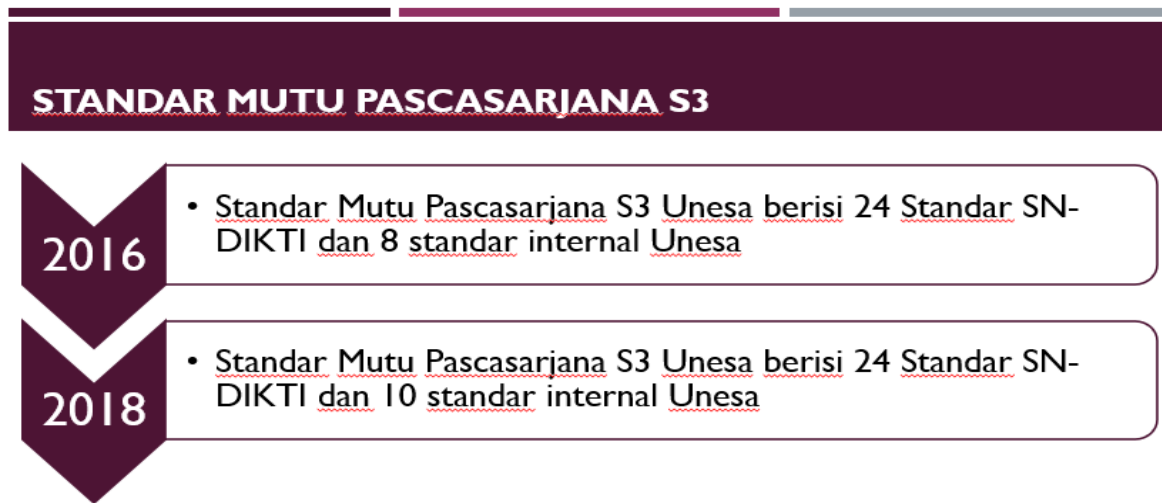 STANDAR MUTU PASCASARJANA S3
2016
• Standar Mutu Pascasarjana S3 Unesa berisi 24 Standar SN-
DIKTI dan 8 standar internal Unesa
2018
• Standar Mutu Pascasarjana S3 Unesa berisi 24 Standar SN-
DIKTI dan 10 standar internal Unesa